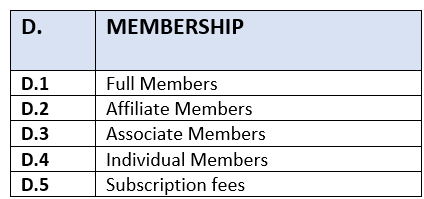 D. MEMBERSHIP
D.1 Full Members
D.2 Affiliate Members
D.3 Associate Members
D.4 Individual Members
D.5 Subscription fees